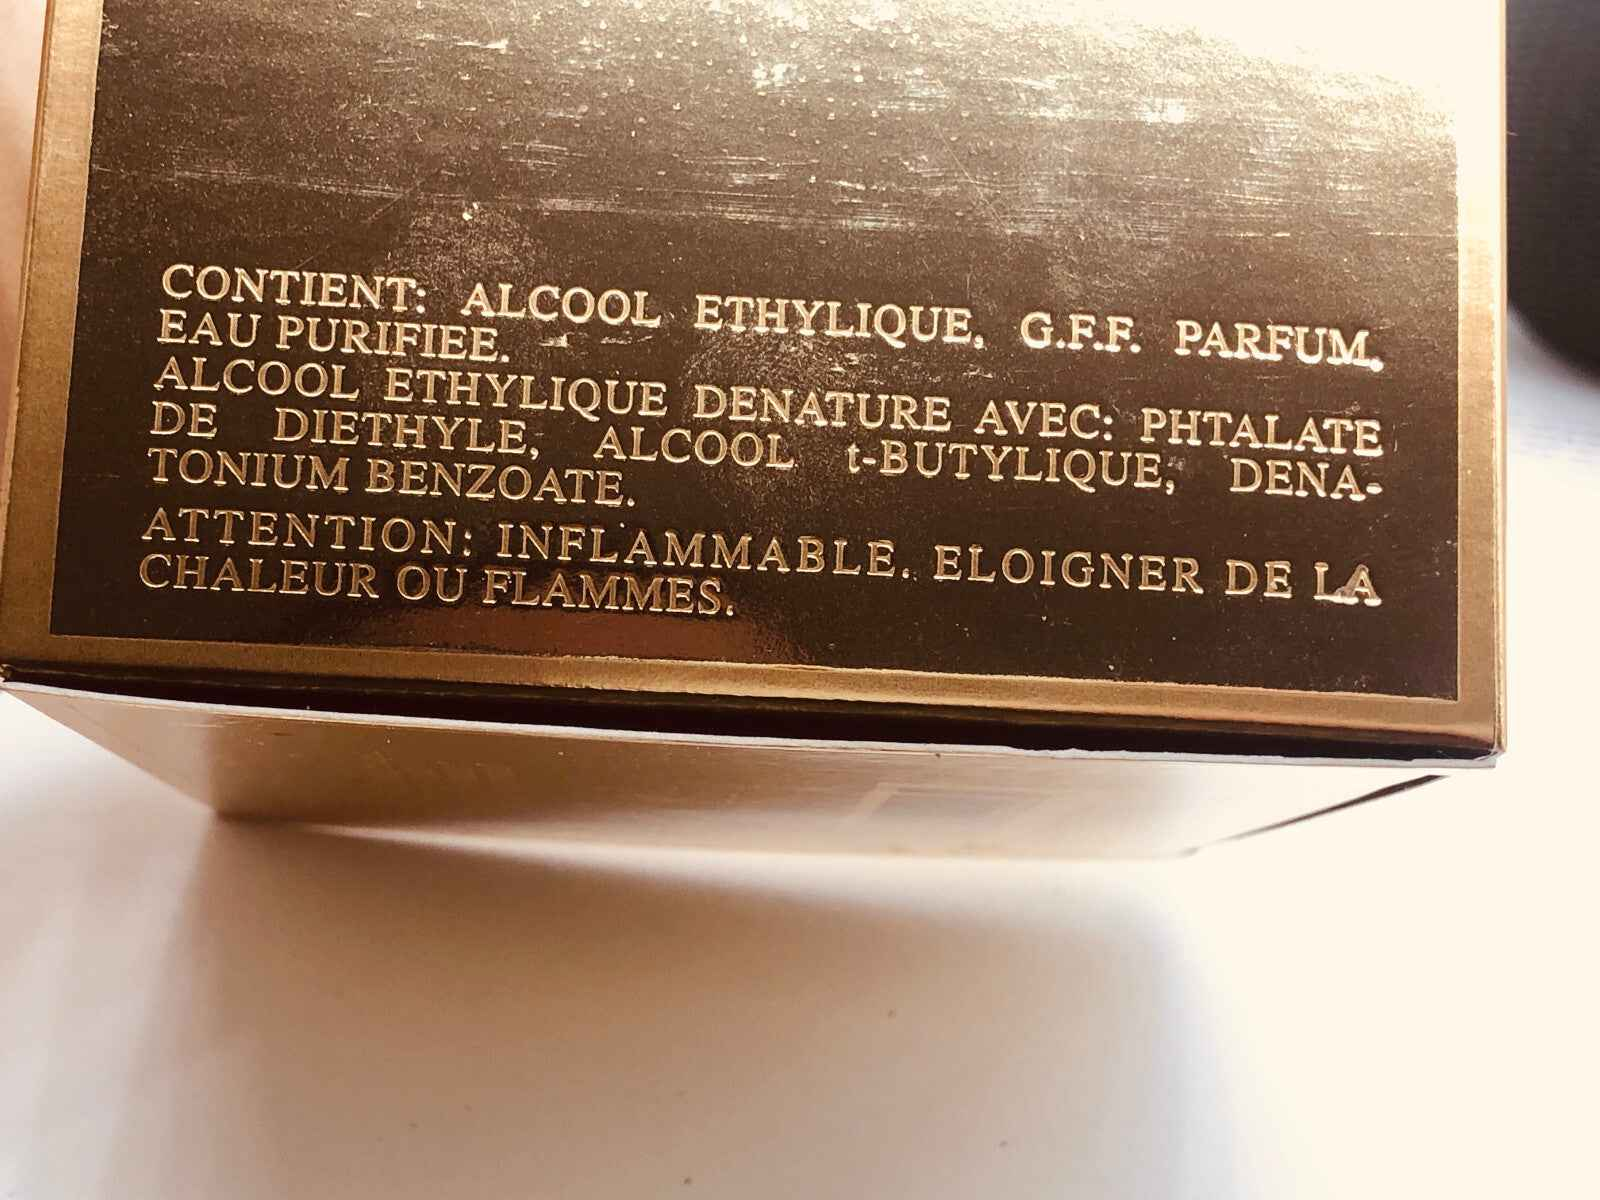 CONTIENT: ALCOOL ETHYLIQUE, G.F.F. PARFUM,
EAU PURIFIEE.
ALCOOL ETHYLIQUE DENATURE AVEC: PHTALATE
DE DIETHYLE, ALCOOL t-BUTYLIQUE, DENA-
TONIUM BENZOATE.
ATTENTION: INFLAMMABLE. ELOIGNER DE LA
CHALEUR OU FLAMMES.